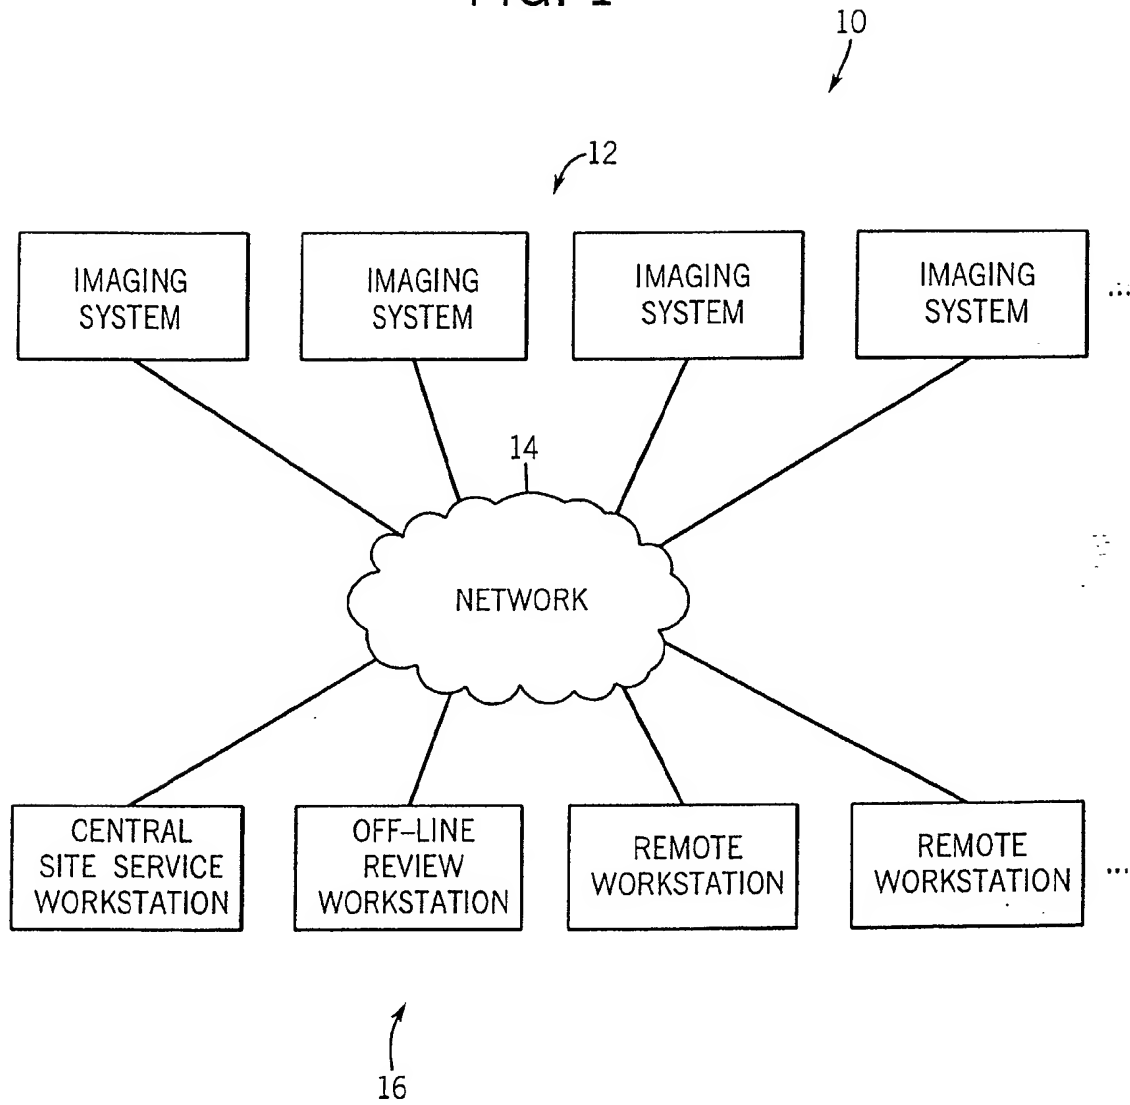 FIG. 1
10
12
IMAGING
SYSTEM
IMAGING
SYSTEM
IMAGING
SYSTEM
IMAGING
SYSTEM
...
14
NETWORK
CENTRAL
SITE SERVICE
WORKSTATION
OFF-LINE
REVIEW
WORKSTATION
REMOTE
WORKSTATION
REMOTE
WORKSTATION
...
16